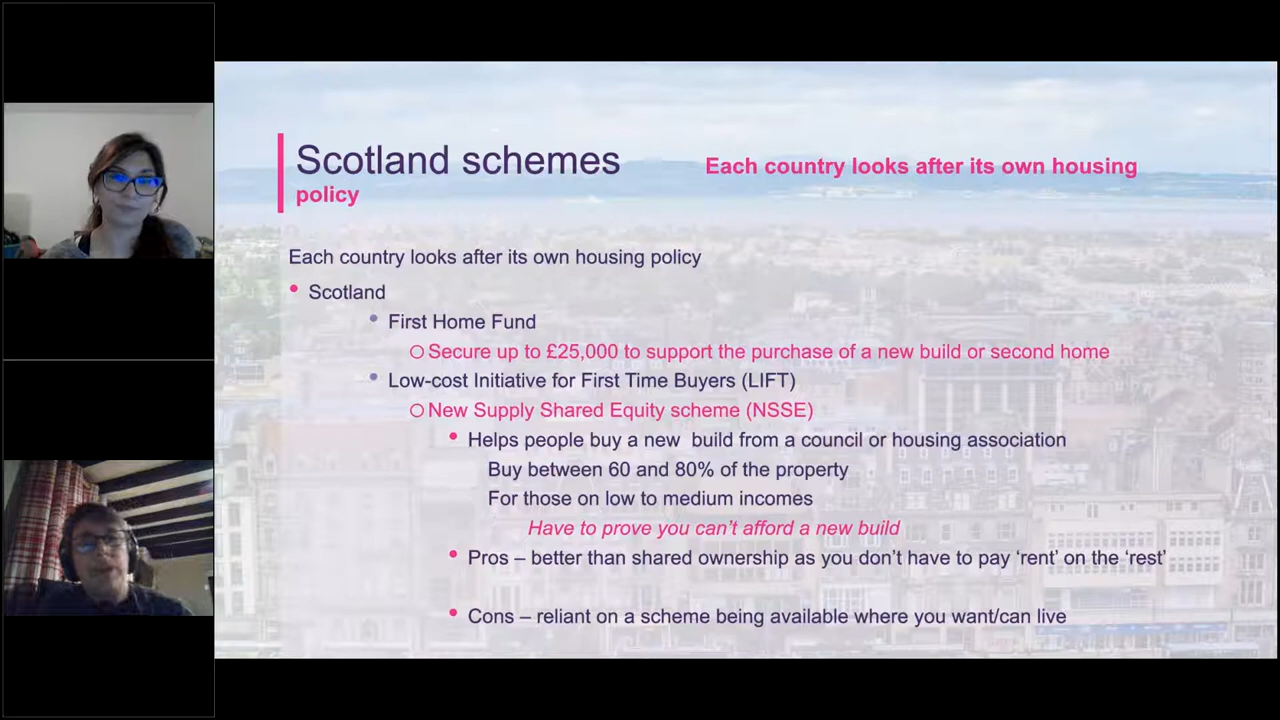 Scotland schemes Each country looks after its own housing
policy
Each country looks after its own housing policy
• Scotland
• First Home Fund
○ Secure up to £25,000 to support the purchase of a new build or second home
• Low-cost Initiative for First Time Buyers (LIFT)
○ New Supply Shared Equity scheme (NSSE)
• Helps people buy a new  build from a council or housing association
Buy between 60 and 80% of the property
For those on low to medium incomes
Have to prove you can’t afford a new build
• Pros – better than shared ownership as you don’t have to pay ‘rent’ on the ‘rest’
• Cons – reliant on a scheme being available where you want/can live